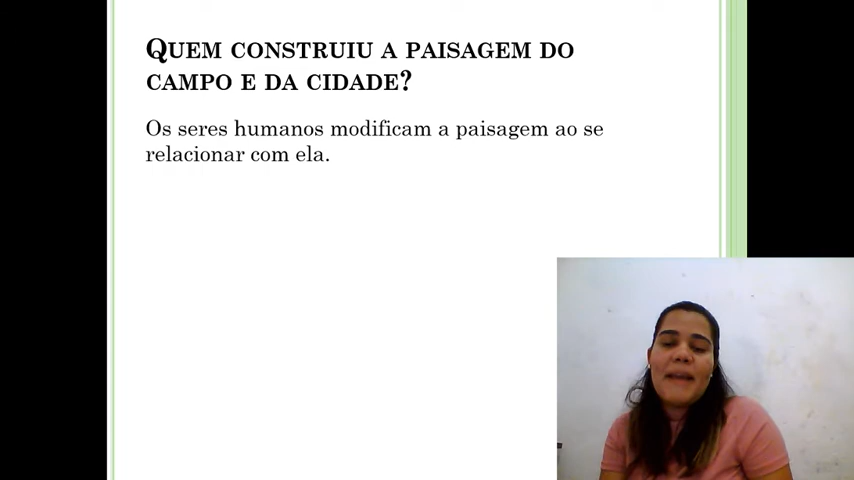 QUEM CONSTRUIU A PAISAGEM DO
CAMPO E DA CIDADE?
Os seres humanos modificam a paisagem ao se
relacionar com ela.